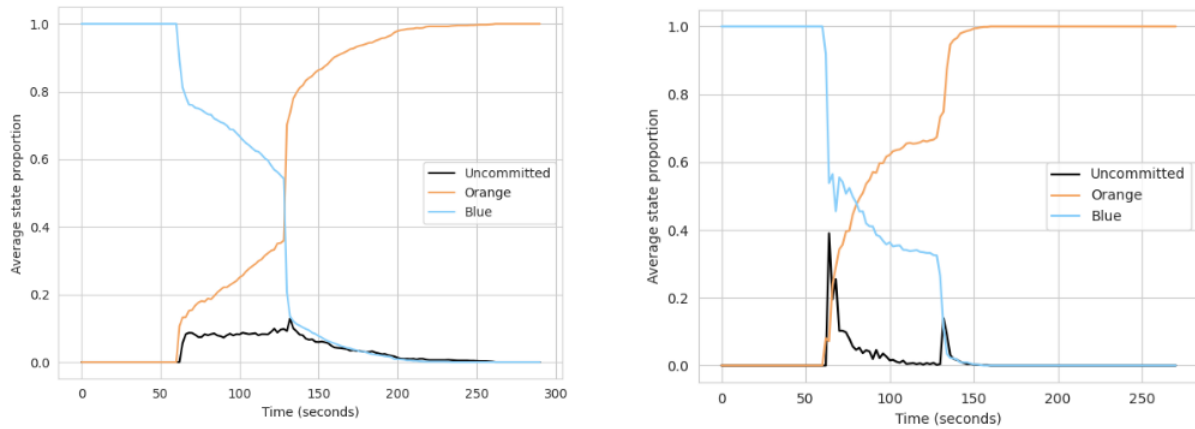 1.0
0.8
0.6
0.4
0.2
0.0
Average state proportion
Uncommitted
Orange
Blue
0 50 100 150 200 250 300
Time (seconds)
1.0
0.8
0.6
0.4
0.2
0.0
Average state proportion
Uncommitted
Orange
Blue
0 50 100 150 200 250
Time (seconds)